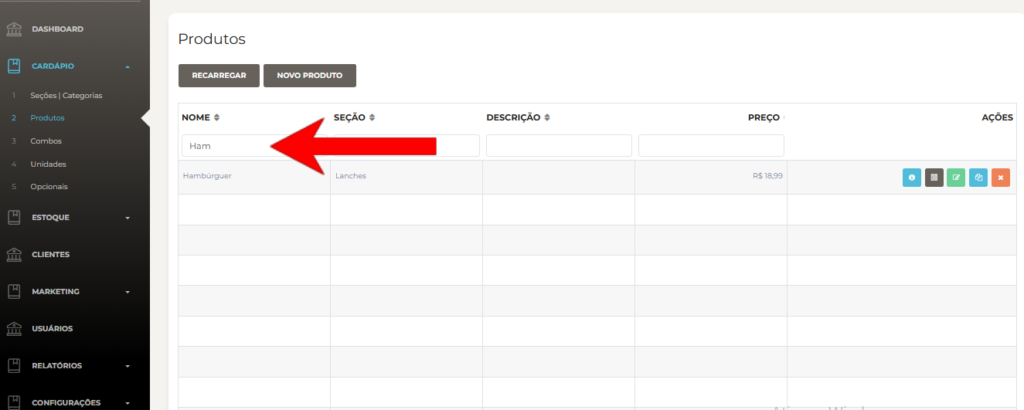 DASHBOARD
CARDÁPIO
1 Seções | Categorias
2 Produtos
3 Combos
4 Unidades
5 Opcionais
ESTOQUE
CLIENTES
MARKETING
USUÁRIOS
RELATÓRIOS
CONFIGURAÇÕES
Produtos
RECARREGAR NOVO PRODUTO
NOME SEÇÃO DESCRIÇÃO PREÇO AÇÕES
Ham
Hambúrguer Lanches R$ 18,99